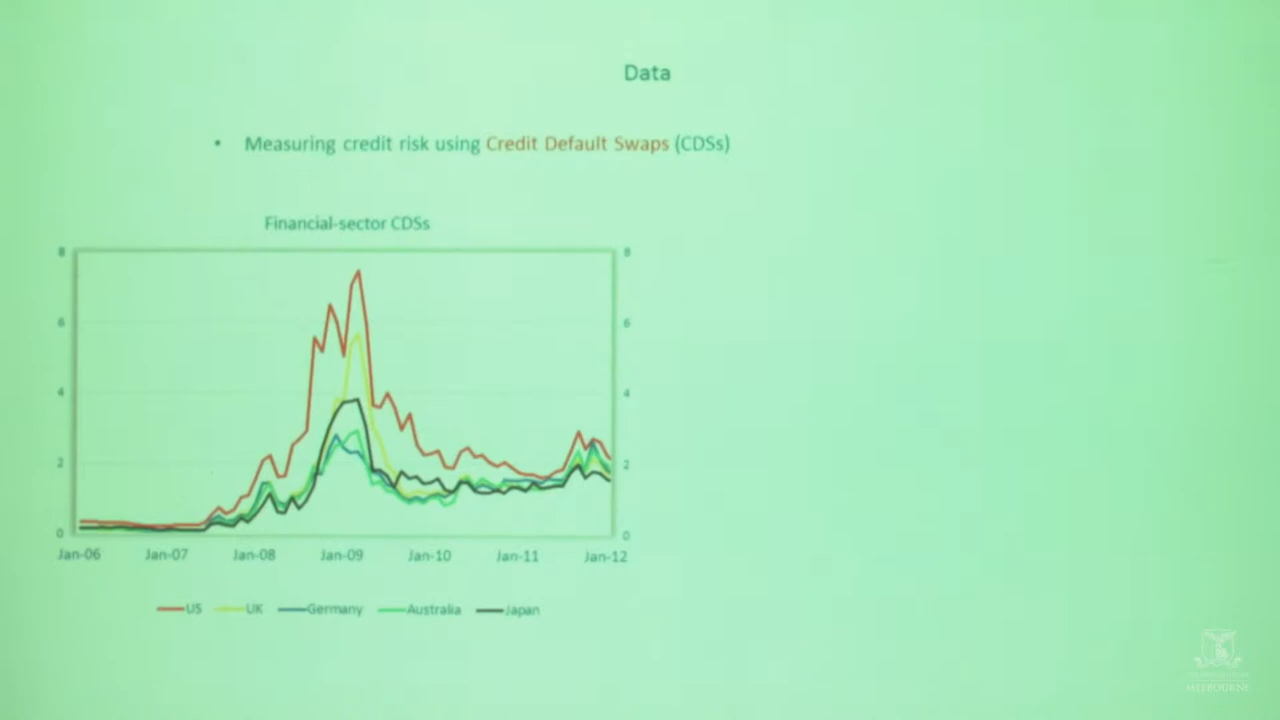 Data
• Measuring credit risk using Credit Default Swaps (CDSs)
Financial-sector CDSs
8 8
6 6
4 4
2 2
0 0
Jan-06 Jan-07 Jan-08 Jan-09 Jan-10 Jan-11 Jan-12
US UK Germany Australia Japan
MELBOURNE